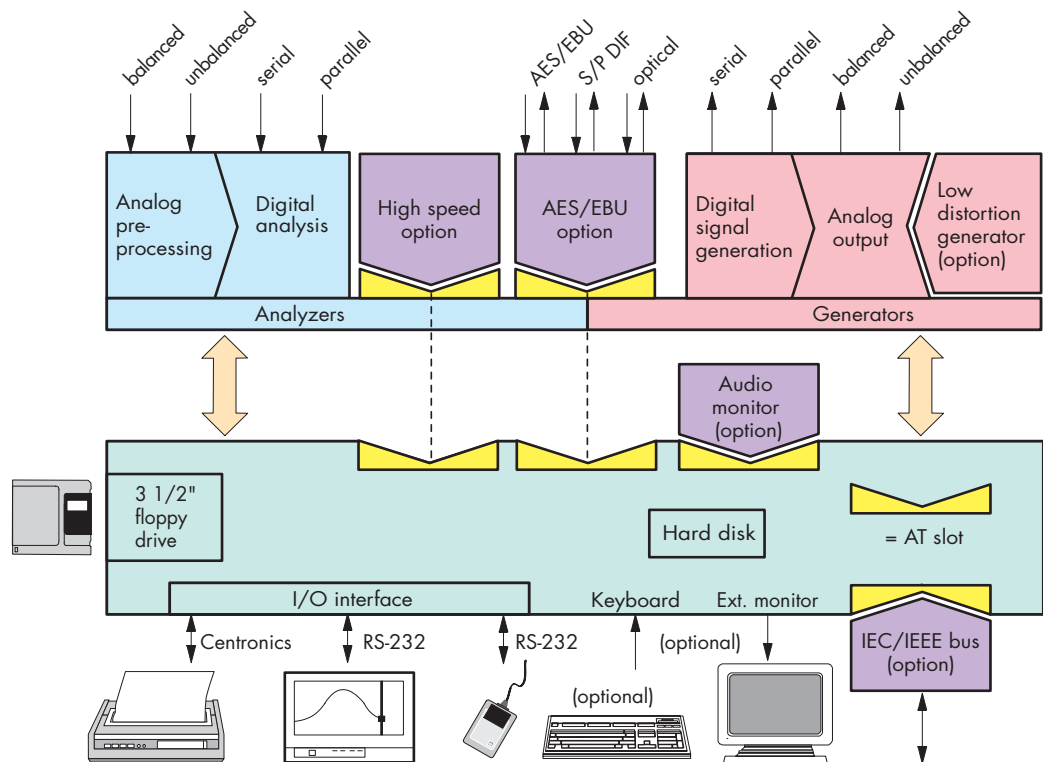 balanced
unbalanced
serial
parallel
AES/EBU
S/P DIF
optical
serial
parallel
balanced
unbalanced
Analog
pre-
processing
Digital
analysis
High speed
option
AES/EBU
option
Digital
signal
generation
Analog
output
Low
distortion
generator
(option)
Analyzers
Generators
Audio
monitor
(option)
3 1/2"
floppy
drive
Hard disk
= AT slot
I/O interface
Keyboard
Ext. monitor
Centronics
RS-232
RS-232
(optional)
(optional)
IEC/IEEE bus
(option)